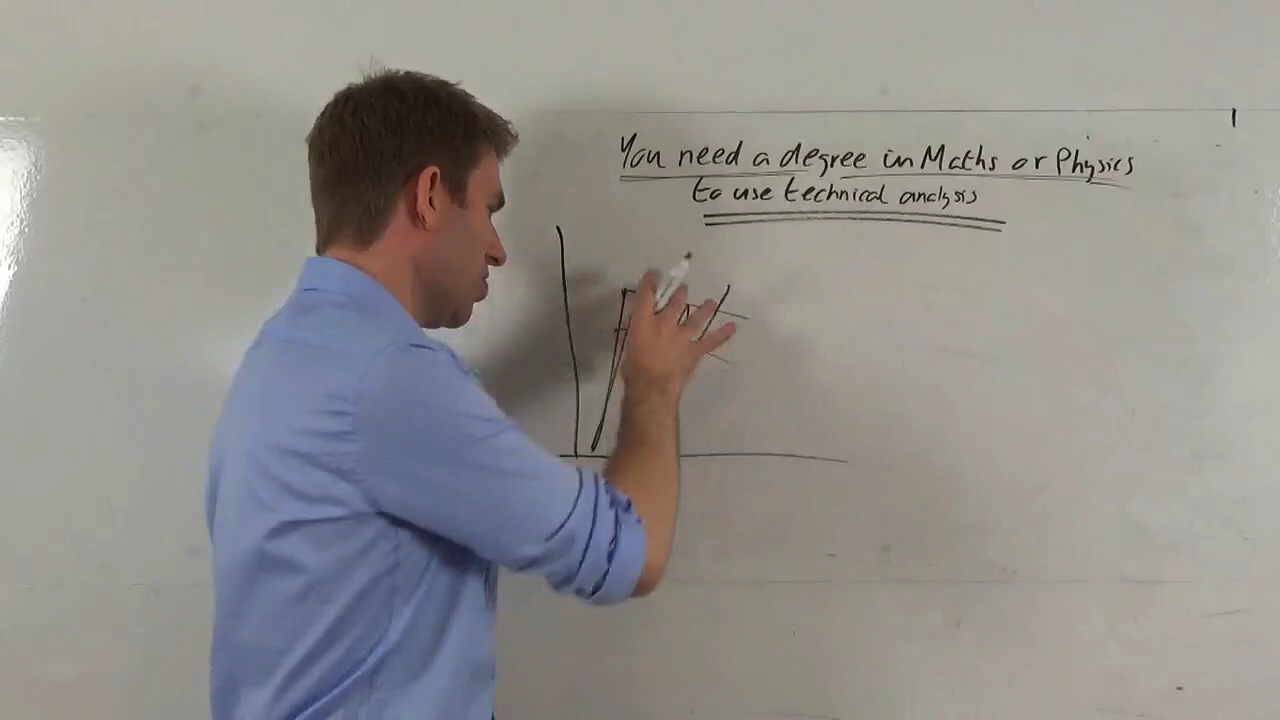 You need a degree in Maths or Physics
to use technical analysis